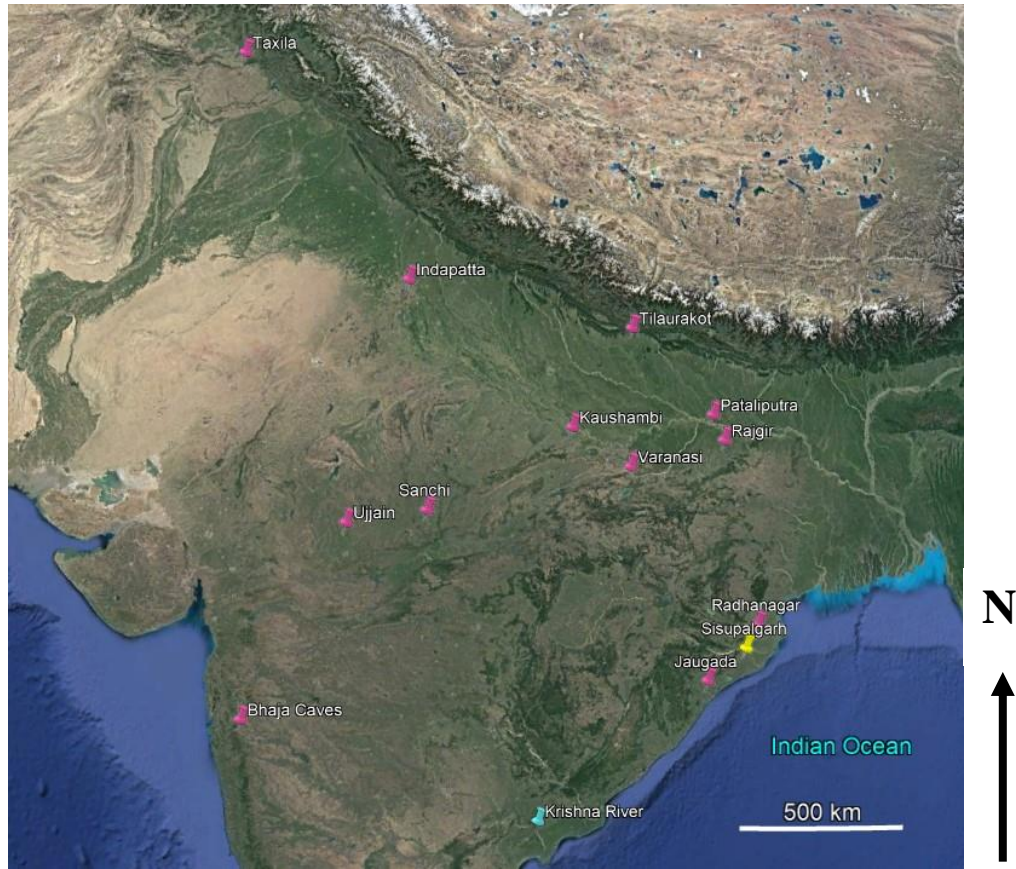 Taxila
Indapatta
Tilaurakot
Pataliputra
Kaushambi
Rajgir
Varanasi
Sanchi
Ujjain
Radhanagar
Sisupalgarh
Jaugada
Bhaja Caves
Indian Ocean
Krishna River
500 km
N